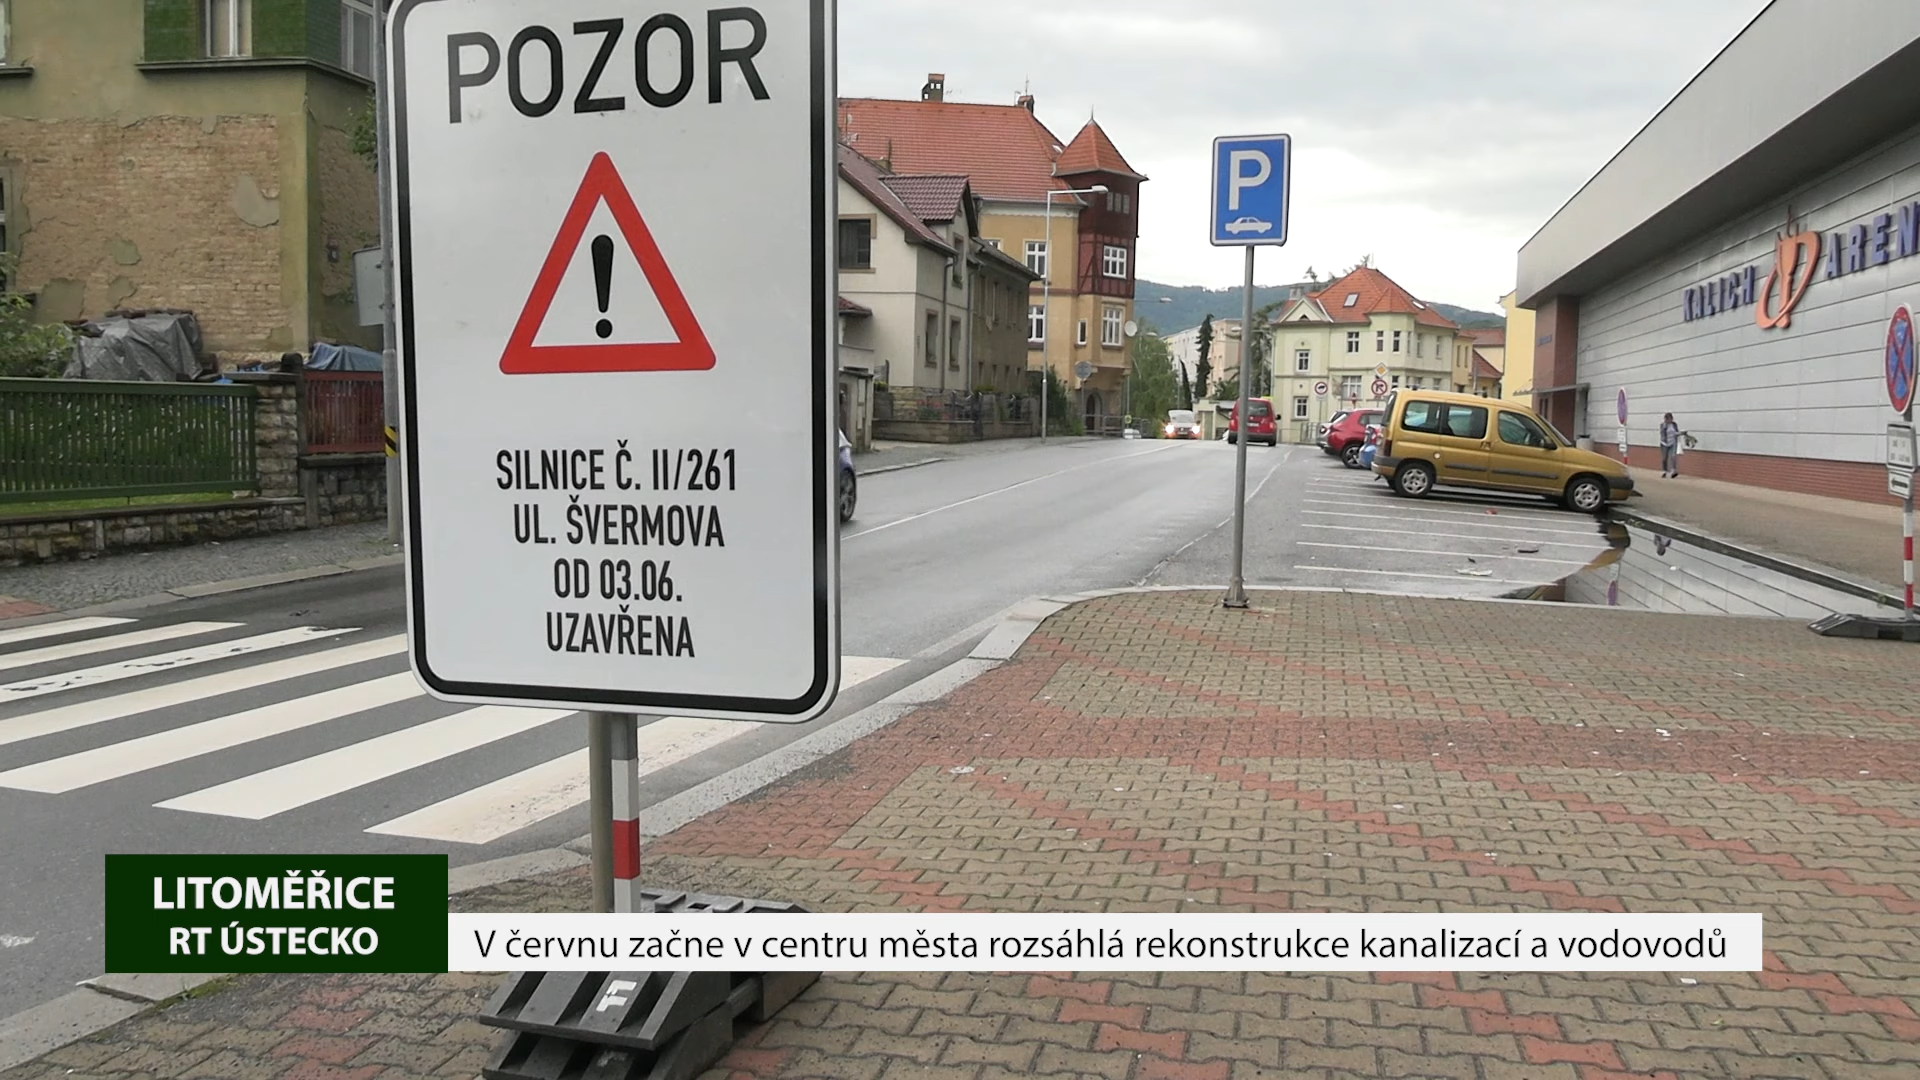 POZOR
SILNICE Č. II/261
UL. ŠVERMOVA
OD 03.06.
UZAVŘENA
P
KALICH AREN
LITOMĚŘICE
RT ÚSTECKO
V červnu začne v centru města rozsáhlá rekonstrukce kanalizací a vodovodů